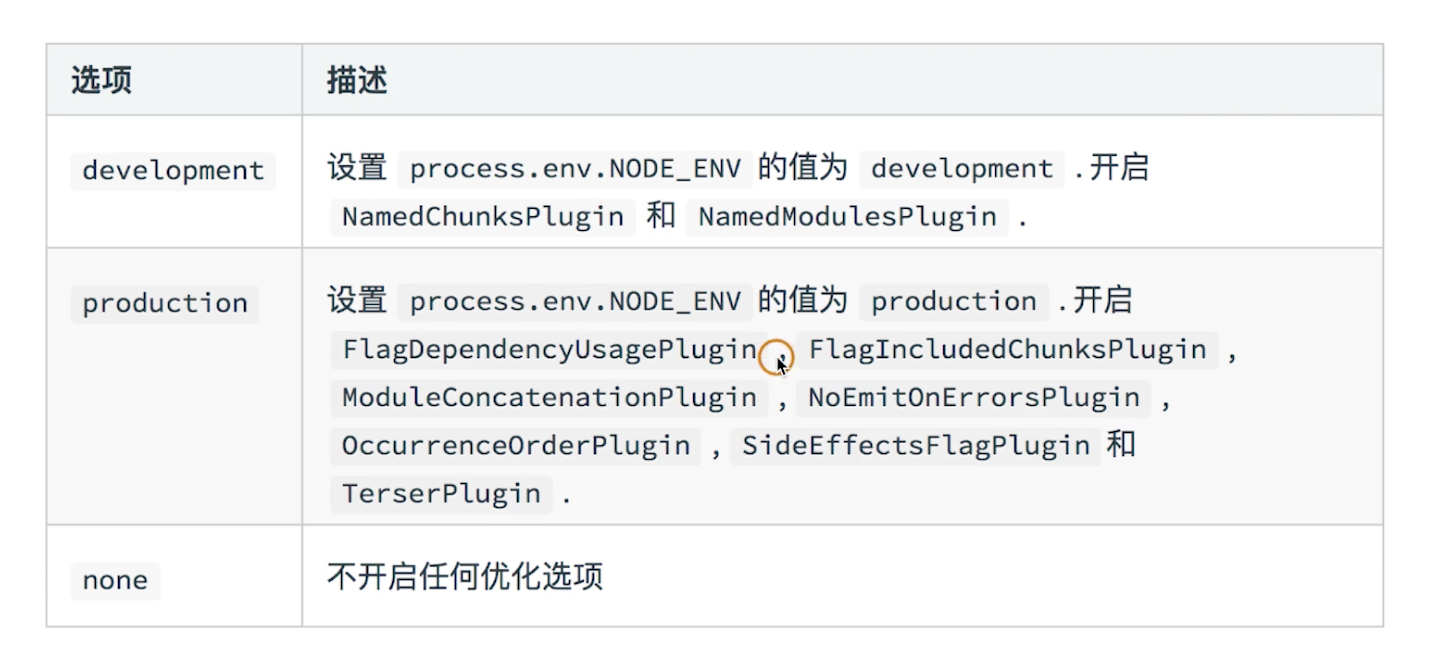 选项 描述
development 设置 process.env.NODE_ENV 的值为 development .开启
NamedChunksPlugin 和 NamedModulesPlugin .
production 设置 process.env.NODE_ENV 的值为 production .开启
FlagDependencyUsagePlugin , FlagIncludedChunksPlugin ,
ModuleConcatenationPlugin , NoEmitOnErrorsPlugin ,
OccurrenceOrderPlugin , SideEffectsFlagPlugin 和
TerserPlugin .
none 不开启任何优化选项